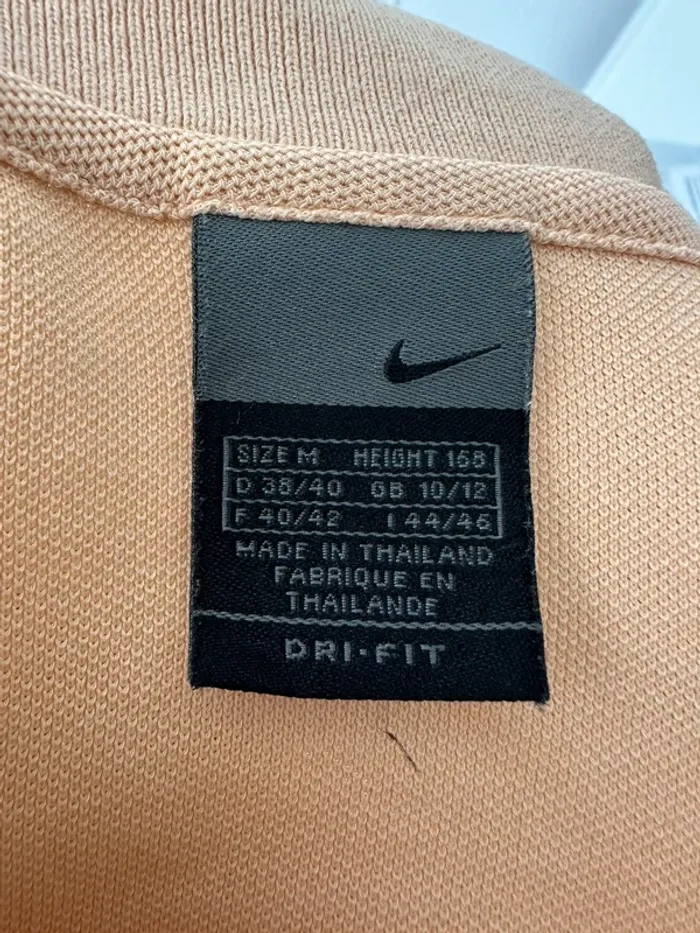 SIZE M HEIGHT 168
D 38/40 GB 10/12
F 40/42 I 44/46
MADE IN THAILAND
FABRIQUE EN
THAILANDE
DRI-FIT